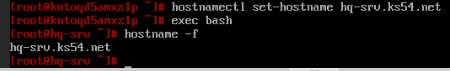 [root@kntoqd5amxz1p ~]# hostnamectl set-hostname hq-srv.ks54.net
[root@kntoqd5amxz1p ~]# exec bash
[root@hq-srv ~]# hostname -f
hq-srv.ks54.net
[root@hq-srv ~]#